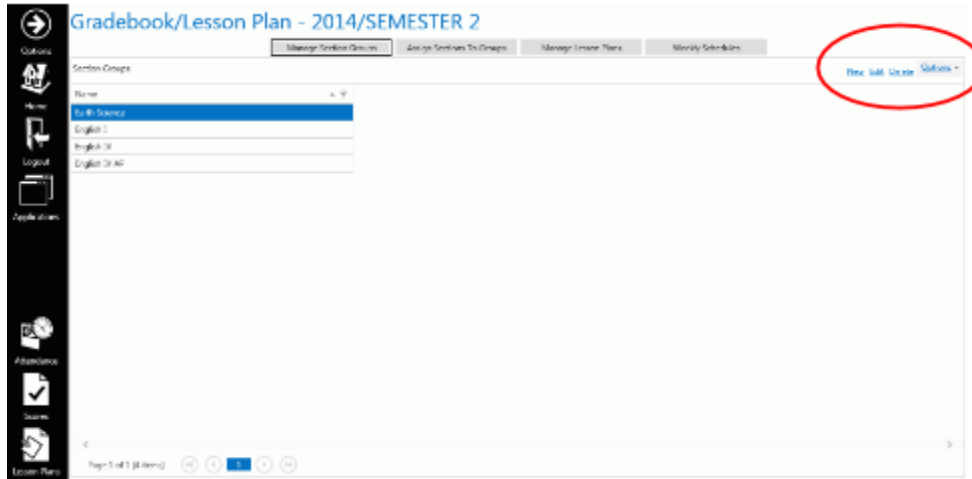 Gradebook/Lesson Plan - 2014/SEMESTER 2
Options
Manage Section Groups Assign Sections To Groups Manage Lesson Plans Weekly Schedules
Section Groups
New Edit Delete Options
Home
Name
Earth Science
English I
English IV
English IV AP
Logout
Applications
Attendance
Scores
Lesson Plans
Page 1 of 1 (4 items) 1